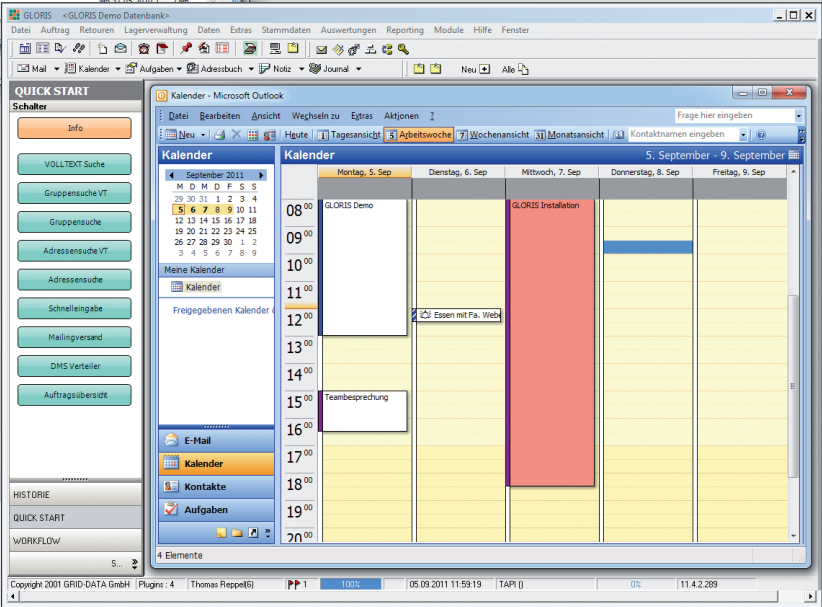 GLORIS <GLORIS Demo Datenbank>
Datei Auftrag Retouren Lagerverwaltung Daten Extras Stammdaten Auswertungen Reporting Module Hilfe Fenster
Mail Kalender Aufgaben Adressbuch Notiz Journal Neu Alle
QUICK START
Schalter
Info
VOLLTEXT Suche
Gruppensuche VT
Gruppensuche
Adressensuche VT
Adressensuche
Schnelleingabe
Mailingversand
DMS Verteiler
Auftragsübersicht
HISTORIE
QUICK START
WORKFLOW
S...
Kalender - Microsoft Outlook
Datei Bearbeiten Ansicht Wechseln zu Extras Aktionen ? Frage hier eingeben
Neu Heute 1 Tagesansicht 5 Arbeitswoche 7 Wochenansicht 31 Monatsansicht Kontaktnamen eingeben
Kalender
September 2011
M D M D F S S
29 30 31 1 2 3 4
5 6 7 8 9 10 11
12 13 14 15 16 17 18
19 20 21 22 23 24 25
26 27 28 29 30 1 2
3 4 5 6 7 8 9
Meine Kalender
Kalender
Freigegebenen Kalender
E-Mail
Kalender
Kontakte
Aufgaben
Kalender 5. September - 9. September
Montag, 5. Sep Dienstag, 6. Sep Mittwoch, 7. Sep Donnerstag, 8. Sep Freitag, 9. Sep
08 00 GLORIS Demo GLORIS Installation
09 00
10 00
11 00
12 00 Essen mit Fa. Webe
13 00
14 00
15 00 Teambesprechung
16 00
17 00
18 00
19 00
20 00
4 Elemente
Copyright 2001 GRID-DATA GmbH Plugins : 4 Thomas Reppel(6) 1 100% 05.09.2011 11:59:19 TAPI () 0% 11.4.2.289